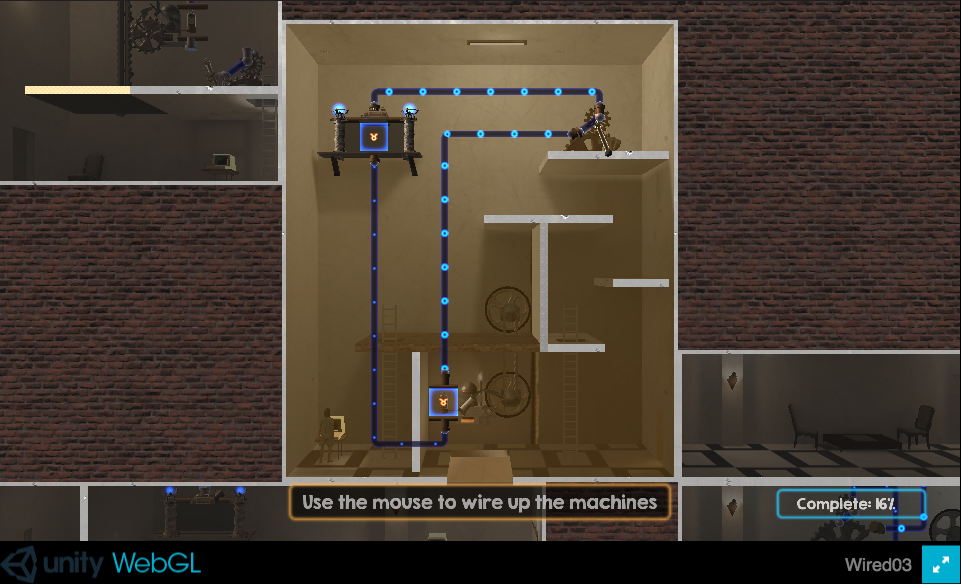 Use the mouse to wire up the machines
Complete: 16%
unity WebGL
Wired03